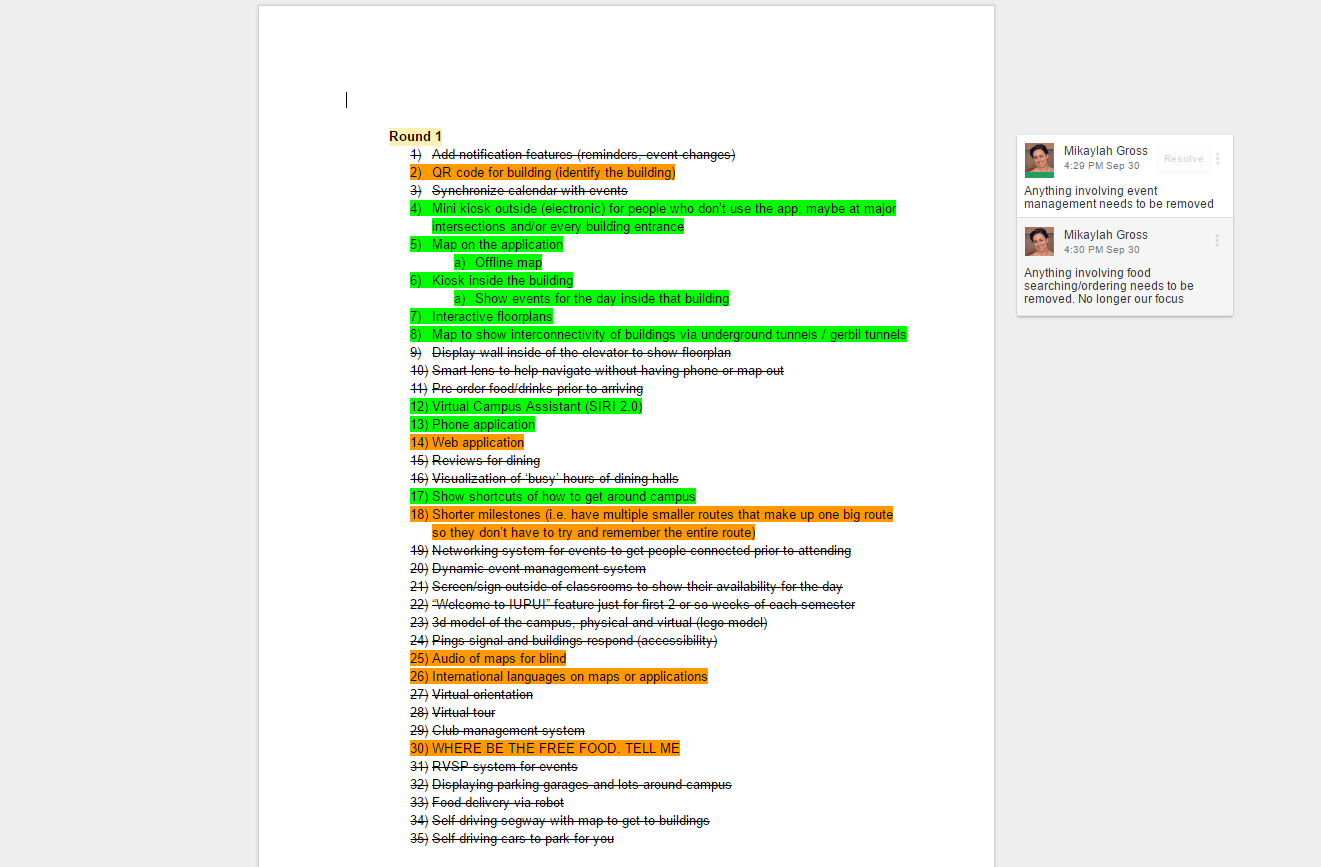 Round 1
1) Add notification features (reminders, event changes)
2) QR code for building (identify the building)
3) Synchronize calendar with events
4) Mini kiosk outside (electronic) for people who don't use the app; maybe at major
intersections and/or every building entrance
5) Map on the application
a) Offline map
6) Kiosk inside the building
a) Show events for the day inside that building
7) Interactive floorplans
8) Map to show interconnectivity of buildings via underground tunnels / gerbil tunnels
9) Display wall inside of the elevator to show floorplan
10) Smart lens to help navigate without having phone or map out
11) Pre order food/drinks prior to arriving
12) Virtual Campus Assistant (SIRI 2.0)
13) Phone application
14) Web application
15) Reviews for dining
16) Visualization of 'busy' hours of dining halls
17) Show shortcuts of how to get around campus
18) Shorter milestones (i.e. have multiple smaller routes that make up one big route
so they don't have to try and remember the entire route)
19) Networking system for events to get people connected prior to attending
20) Dynamic event management system
21) Screen/sign outside of classrooms to show their availability for the day
22) "Welcome to IUPUI" feature just for first 2 or so weeks of each semester
23) 3d model of the campus, physical and virtual (lego model)
24) Pings signal and buildings respond (accessibility)
25) Audio of maps for blind
26) International languages on maps or applications
27) Virtual orientation
28) Virtual tour
29) Club management system
30) WHERE BE THE FREE FOOD. TELL ME
31) RVSP system for events
32) Displaying parking garages and lots around campus
33) Food delivery via robot
34) Self driving segway with map to get to buildings
35) Self driving cars to park for you
Mikaylah Gross
Resolve
4:29 PM Sep 30
Anything involving event
management needs to be removed
Mikaylah Gross
4:30 PM Sep 30
Anything involving food
searching/ordering needs to be
removed. No longer our focus